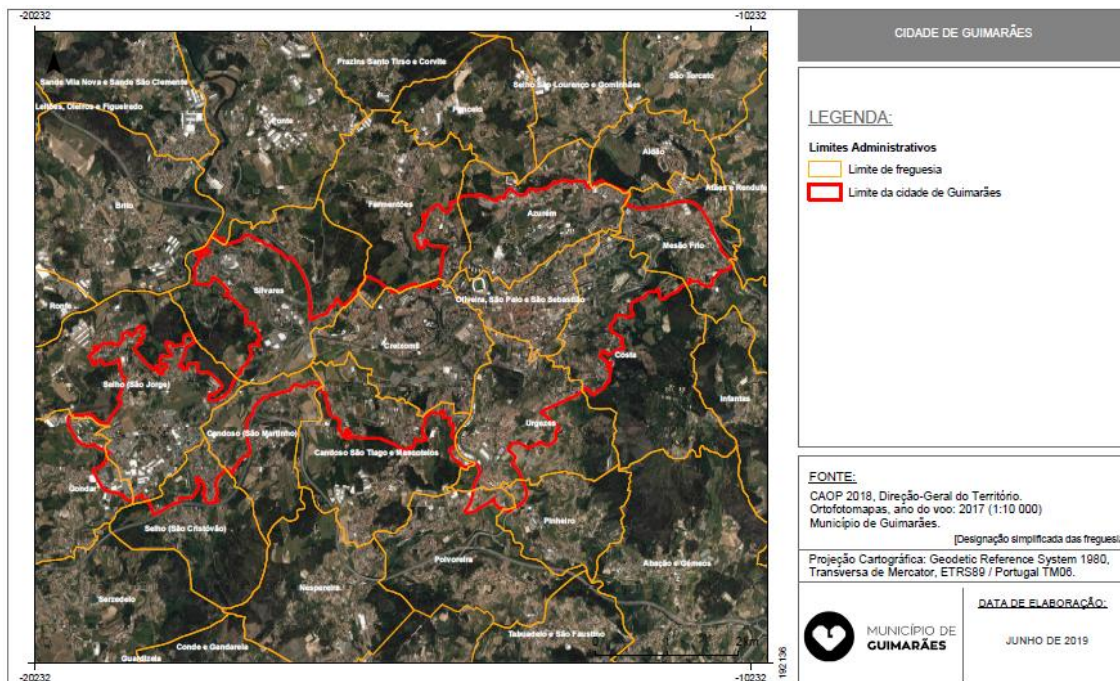 -20232
-10232
CIDADE DE GUIMARÃES
Prazins Santo Tirso e Corvite
São Torcato
Sande Vila Nova e Sande São Clemente
Selho São Lourenço e Gominhães
Leitões, Oleiros e Figueiredo
Ponte
Aldão
Atães e Rendufe
Brito
Fermentões
Azurém
Mesão Frio
Silvares
Oliveira, São Paio e São Sebastião
Ronfe
Creixomil
Costa
Selho (São Jorge)
Infantas
Urgezes
Candoso (São Martinho)
Candoso São Tiago e Mascotelos
Gondar
Pinheiro
Selho (São Cristóvão)
Polvoreira
Abação e Gémeos
Nespereira
Serzedelo
Tabuadelo e São Faustino
Conde e Gandarela
Guardizela
2 km
-20232
-10232
192136
LEGENDA:
Limites Administrativos
Limite de freguesia
Limite da cidade de Guimarães
FONTE:
CAOP 2018, Direção-Geral do Território.
Ortofotomapas, ano do voo: 2017 (1:10 000)
Município de Guimarães.
[Designação simplificada das freguesia
Projeção Cartográfica: Geodetic Reference System 1980,
Transversa de Mercator, ETRS89 / Portugal TM06.
MUNICÍPIO DE
GUIMARÃES
DATA DE ELABORAÇÃO:
JUNHO DE 2019